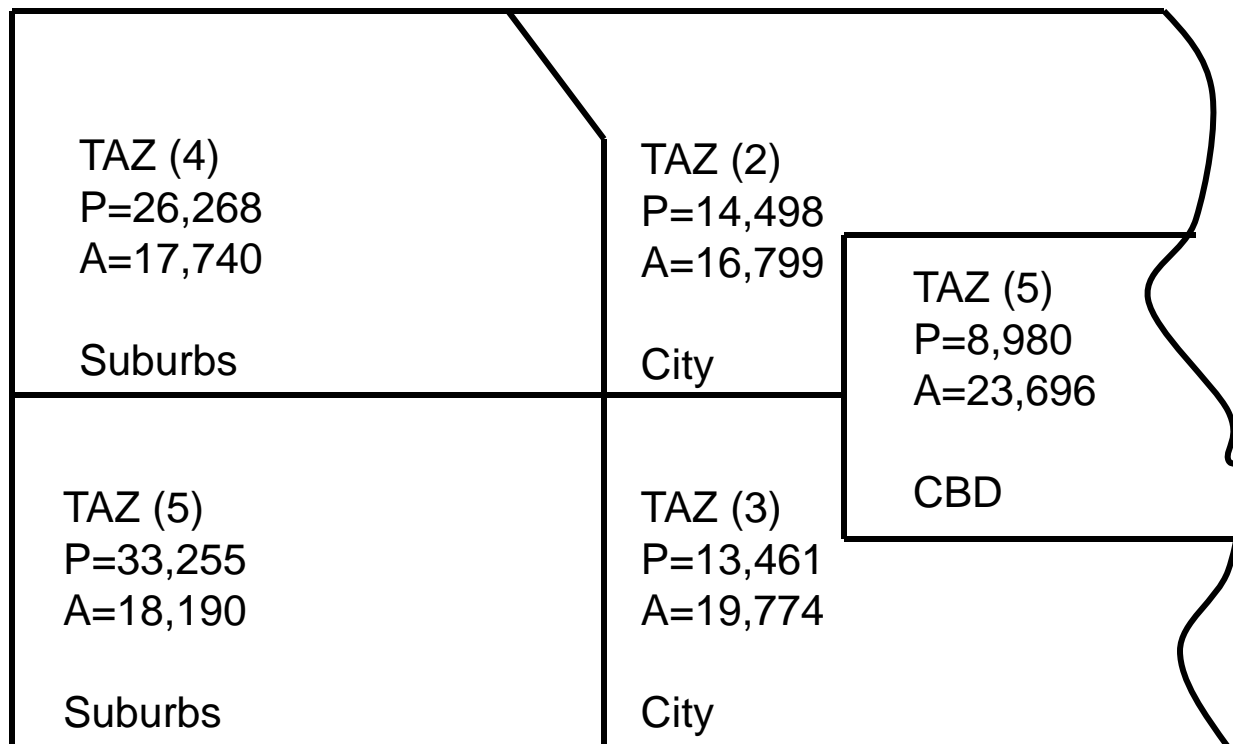 TAZ (4)
P=26,268
A=17,740
Suburbs
TAZ (2)
P=14,498
A=16,799
City
TAZ (5)
P=8,980
A=23,696
CBD
TAZ (5)
P=33,255
A=18,190
Suburbs
TAZ (3)
P=13,461
A=19,774
City